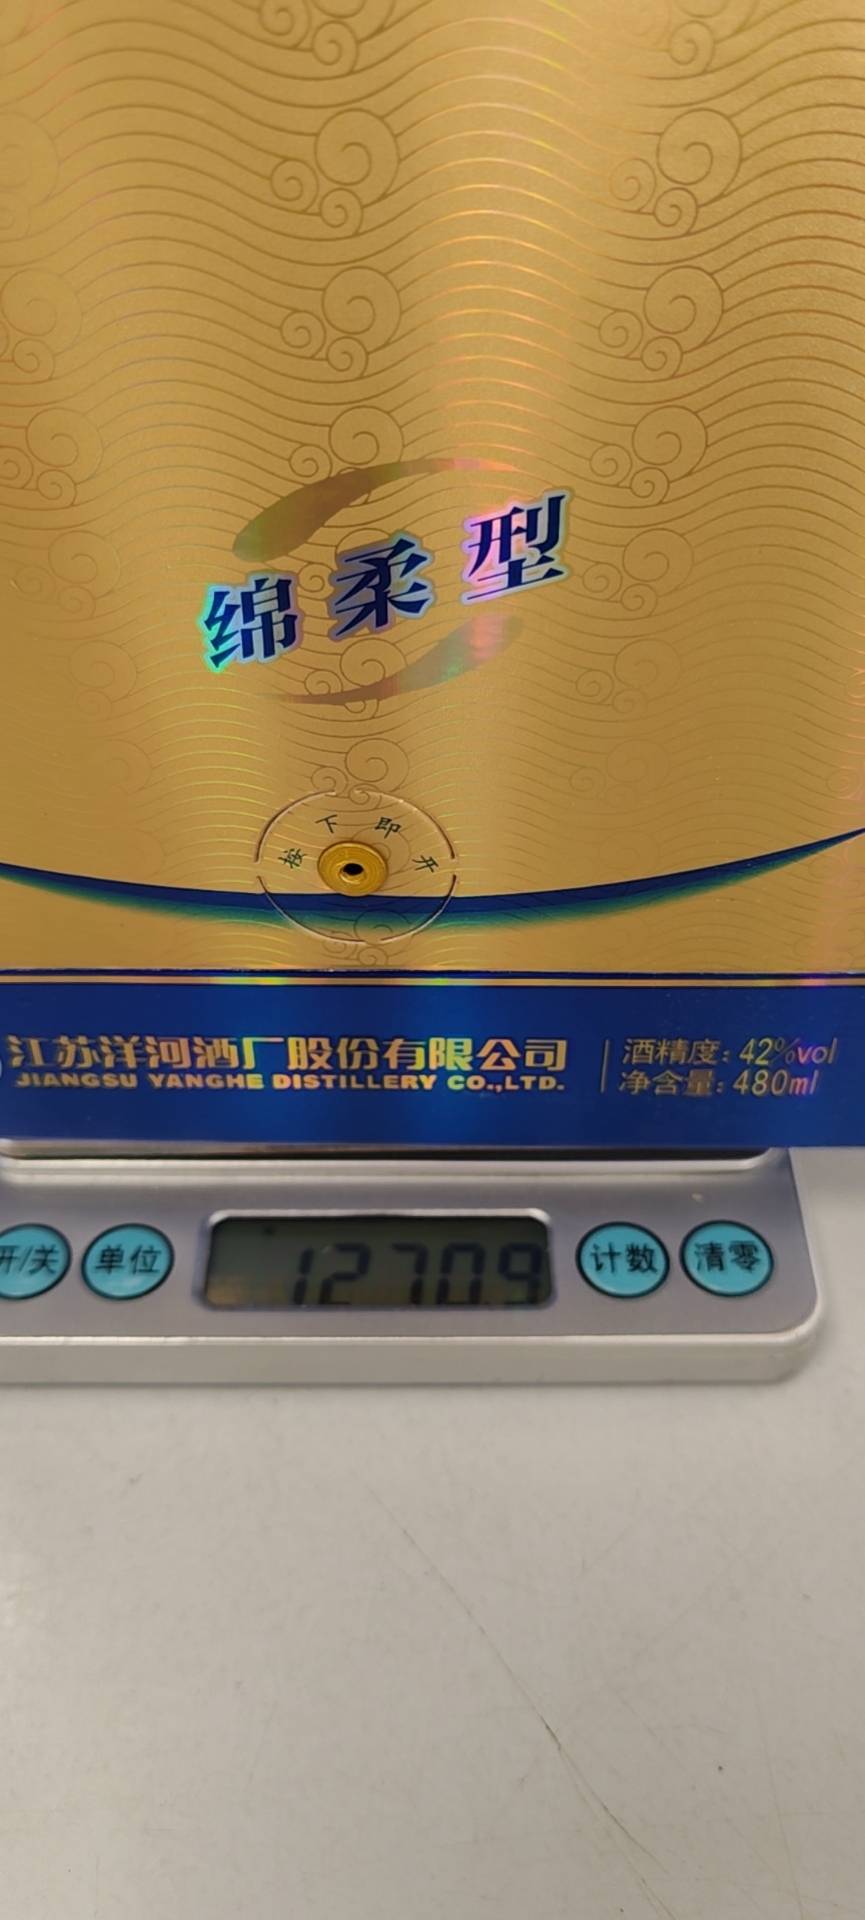 绵柔型
按下即开
江苏洋河酒厂股份有限公司
JIANGSU YANGHE DISTILLERY CO.,LTD.
酒精度:42%vol
净含量:480ml
开/关
单位
1270.9
计数
清零